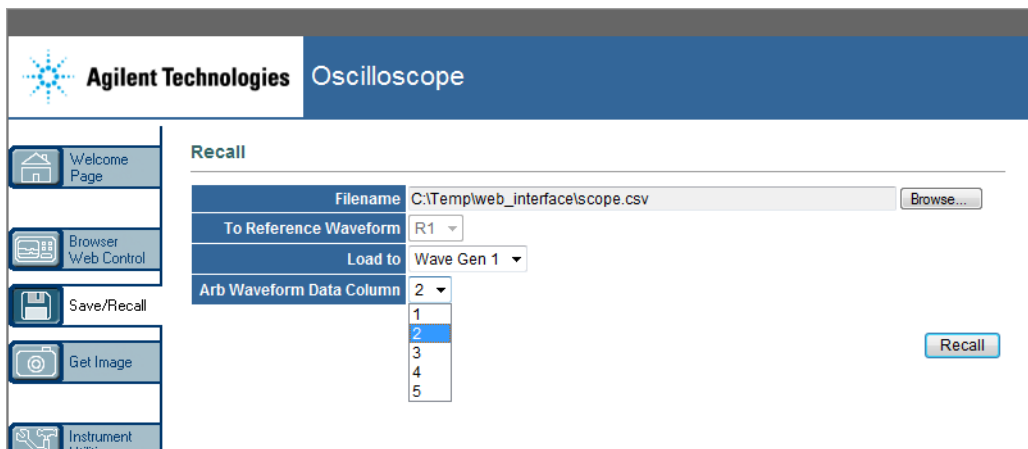 Agilent Technologies
Oscilloscope
Welcome
Page
Browser
Web Control
Save/Recall
Get Image
Instrument
Utilities
Recall
Filename C:\Temp\web_interface\scope.csv Browse...
To Reference Waveform R1
Load to Wave Gen 1
Arb Waveform Data Column 2
1
2
3
4
5
Recall